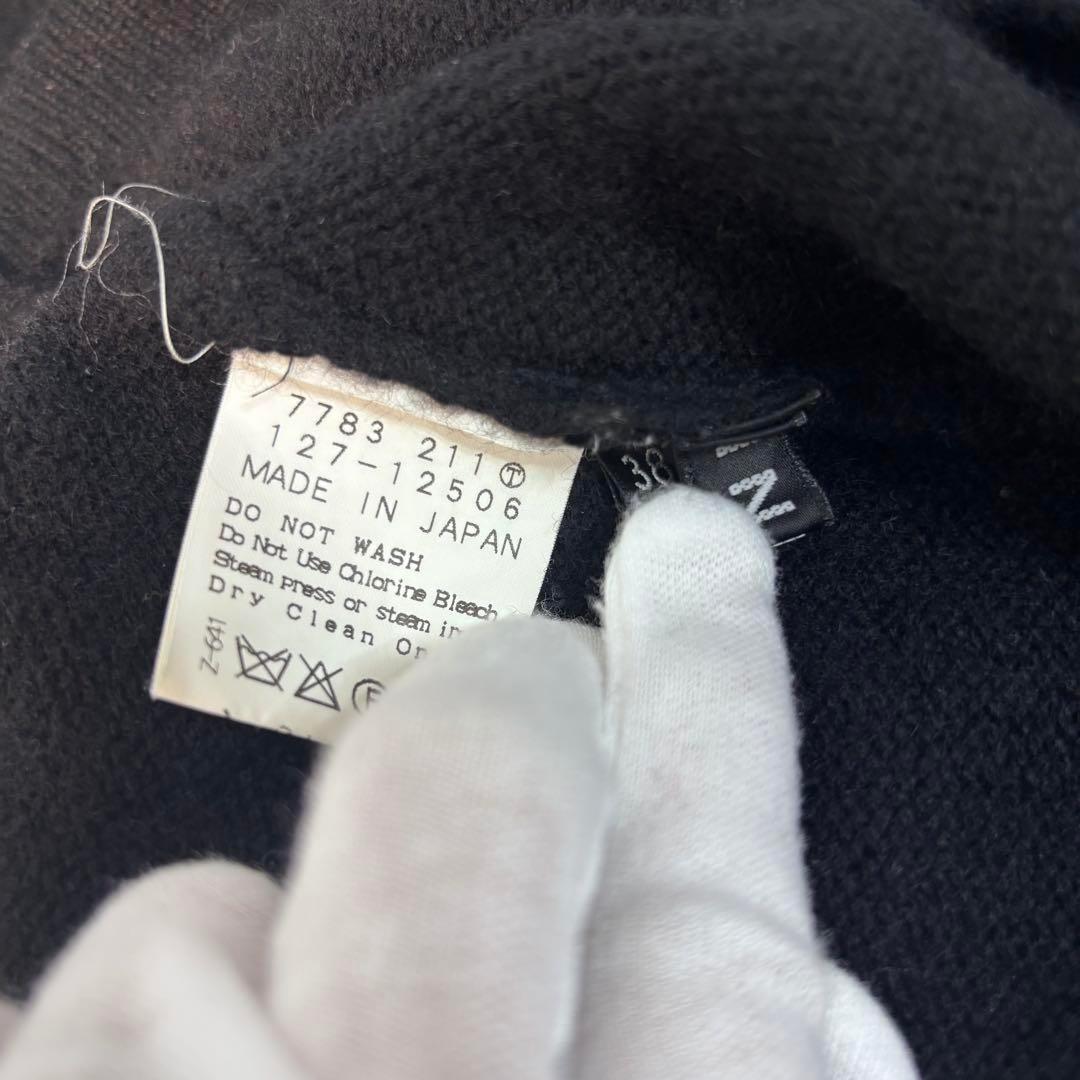 7783 211 Ⓣ
127-12506
MADE IN JAPAN
DO NOT WASH
Do Not Use Chlorine Bleach
Steam press or steam
Dry Clean
Z-641
38
N